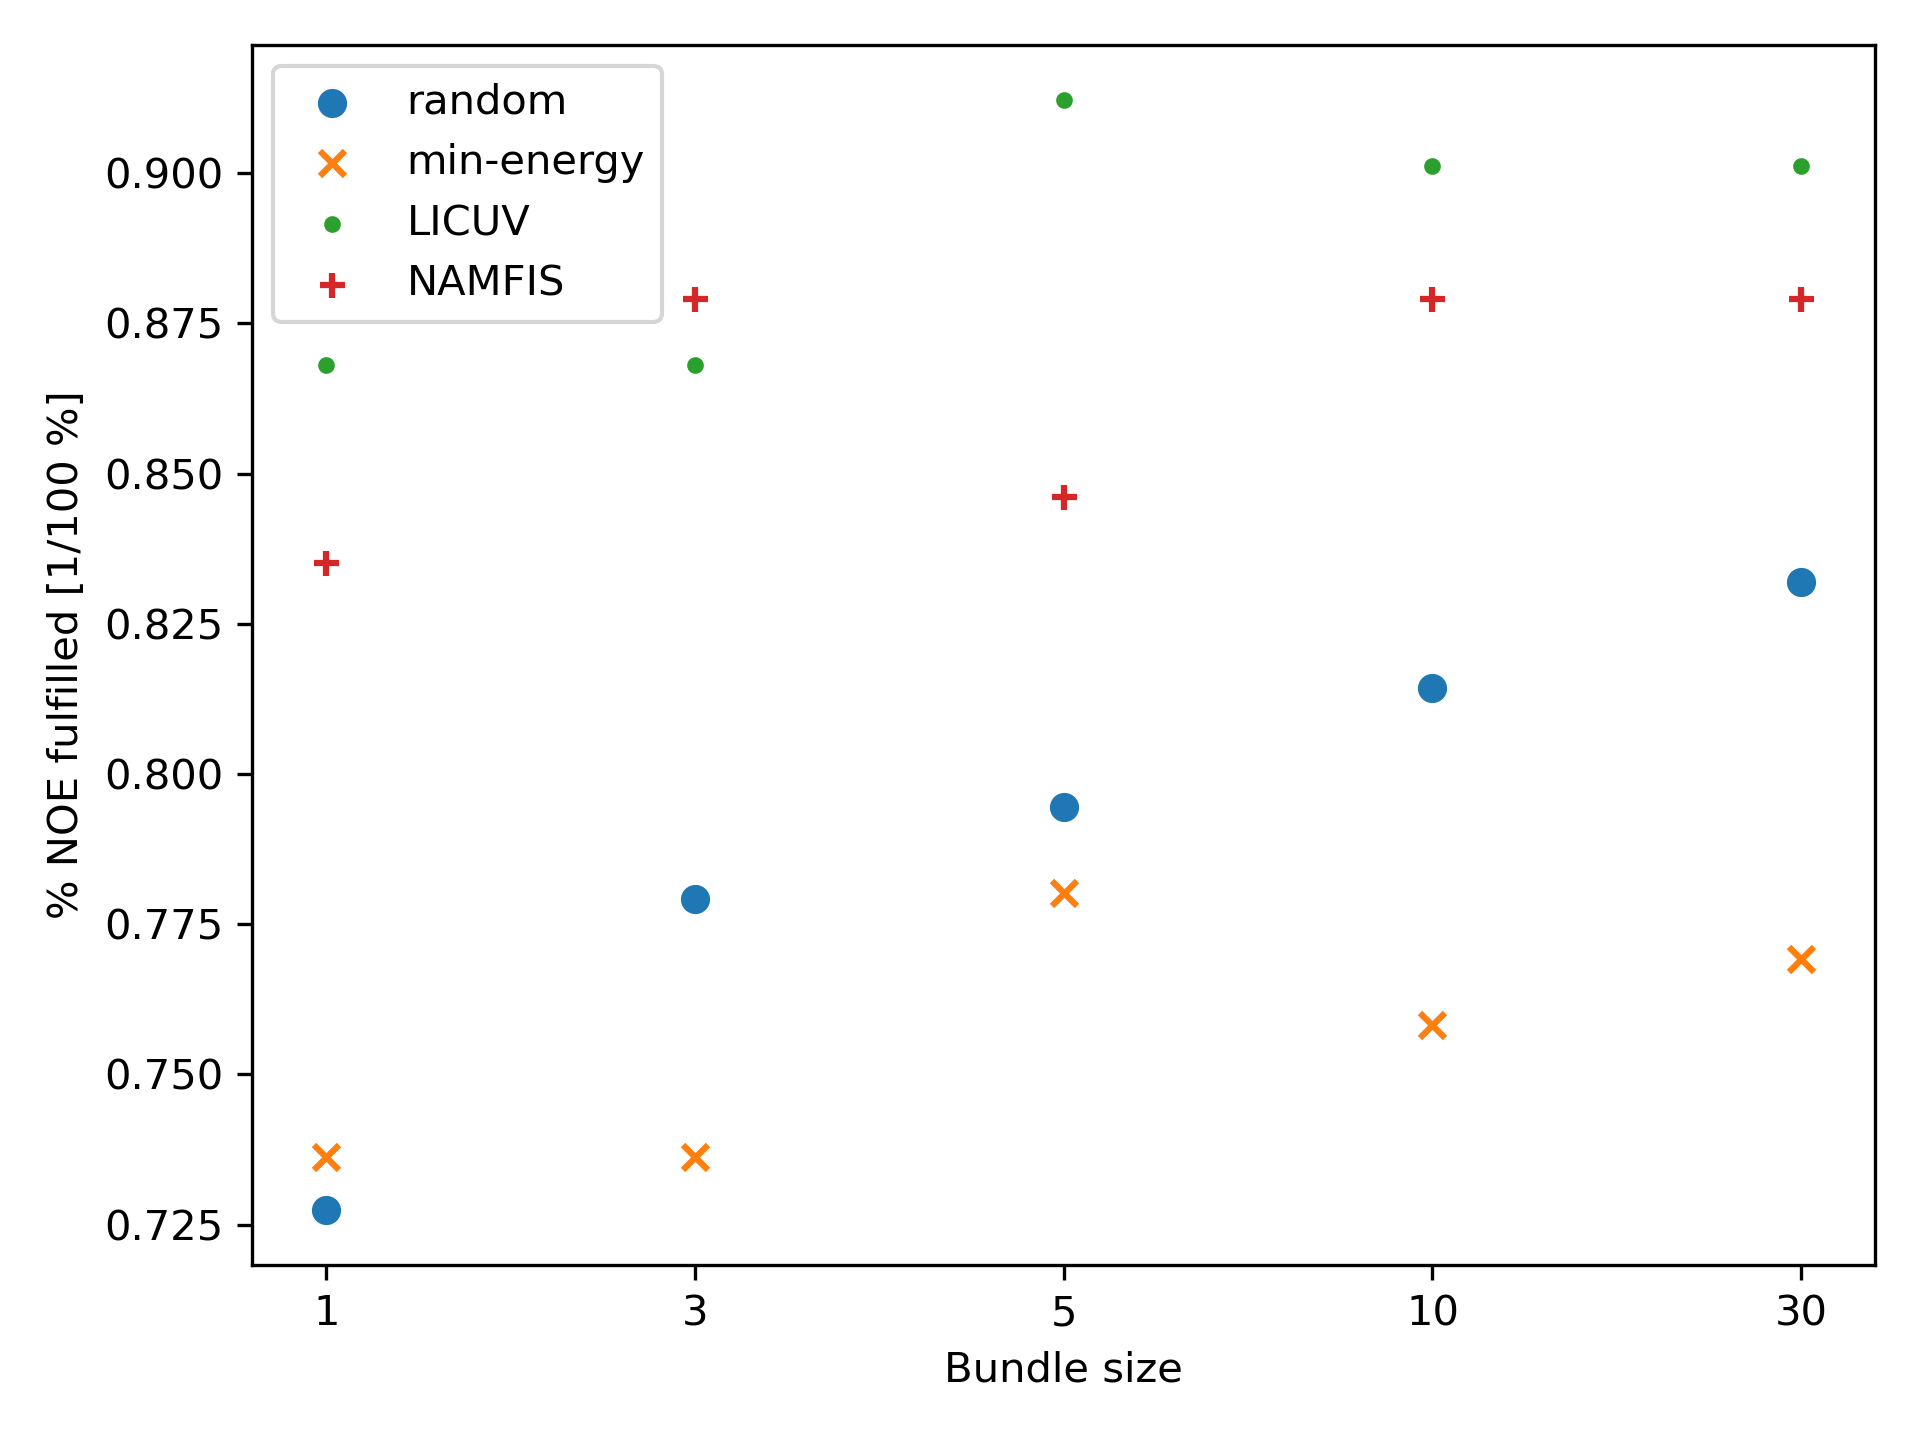 random
min-energy
LICUV
NAMFIS
0.900
0.875
0.850
0.825
0.800
0.775
0.750
0.725
% NOE fulfilled [1/100 %]
1 3 5 10 30
Bundle size